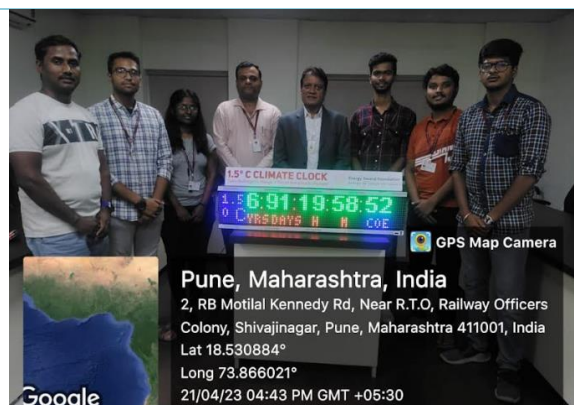 1.5° C CLIMATE CLOCK
1.5 6:91:19:58:52
0 C YRS DAYS H M COE
GPS Map Camera
Pune, Maharashtra, India
2, RB Motilal Kennedy Rd, Near R.T.O, Railway Officers
Colony, Shivajinagar, Pune, Maharashtra 411001, India
Lat 18.530884°
Long 73.866021°
21/04/23 04:43 PM GMT +05:30
Google